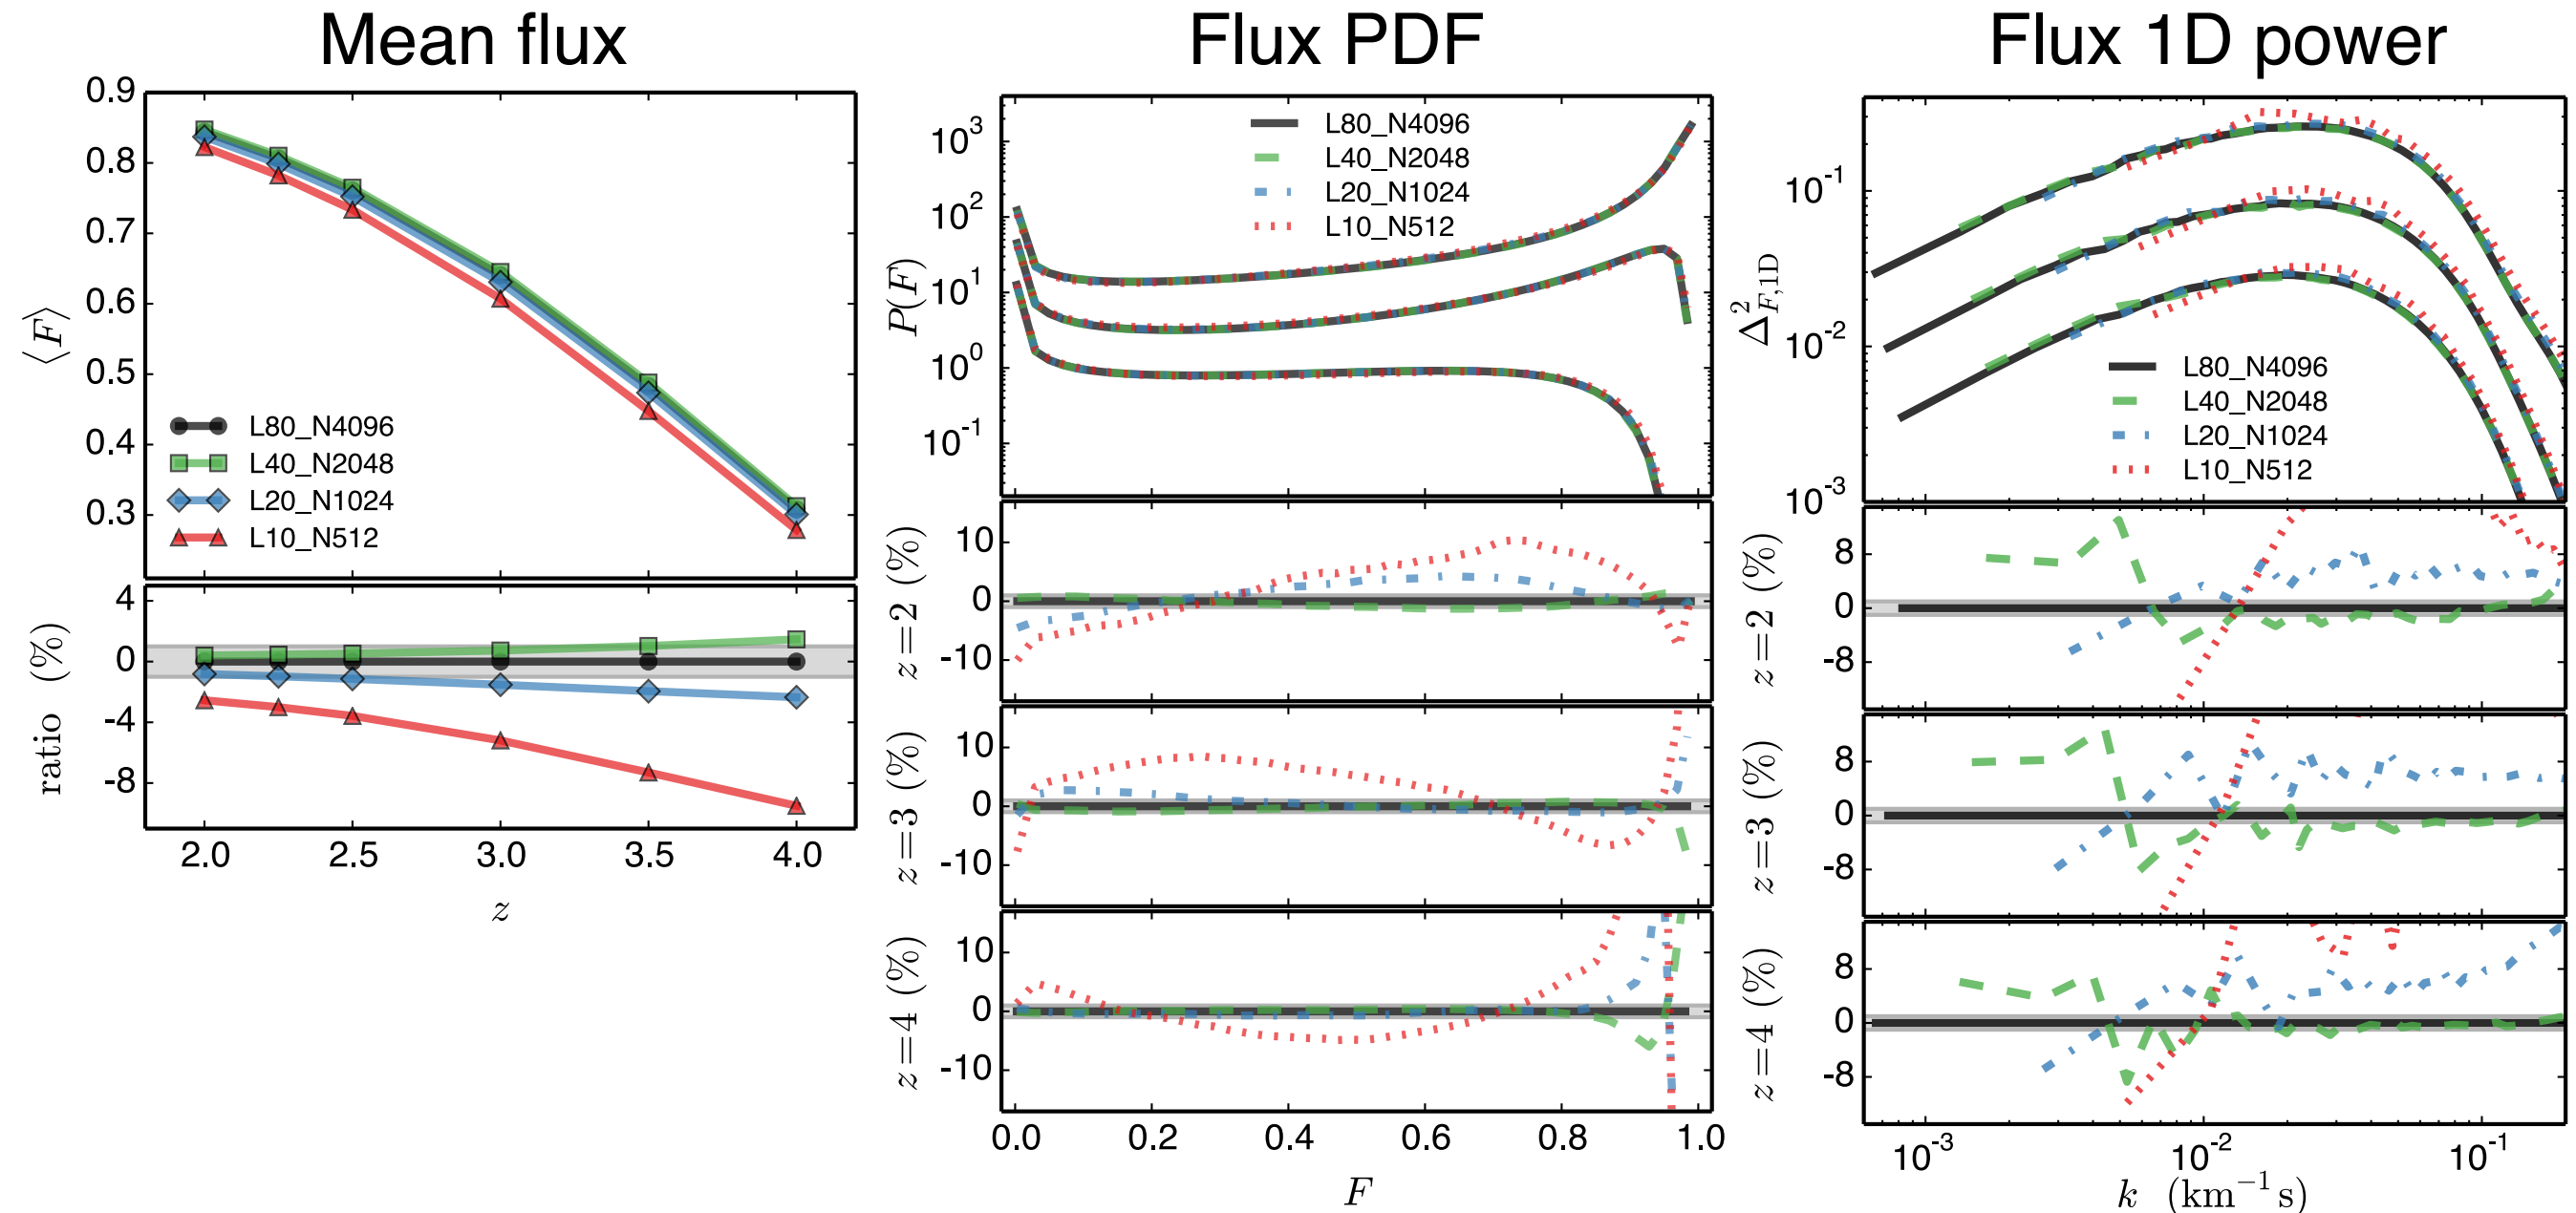 Mean flux
0.9
0.8
0.7
0.6
0.5
0.4
0.3
⟨F⟩
L80_N4096
L40_N2048
L20_N1024
L10_N512
4
0
-4
-8
ratio (%)
2.0 2.5 3.0 3.5 4.0
z
Flux PDF
10³
10²
10¹
10⁰
10⁻¹
P(F)
L80_N4096
L40_N2048
L20_N1024
L10_N512
10
0
-10
z=2 (%)
10
0
-10
z=3 (%)
10
0
-10
z=4 (%)
0.0 0.2 0.4 0.6 0.8 1.0
F
Flux 1D power
10⁻¹
10⁻²
10⁻³
Δ²F,1D
L80_N4096
L40_N2048
L20_N1024
L10_N512
8
0
-8
z=2 (%)
8
0
-8
z=3 (%)
8
0
-8
z=4 (%)
10⁻³ 10⁻² 10⁻¹
k (km⁻¹ s)